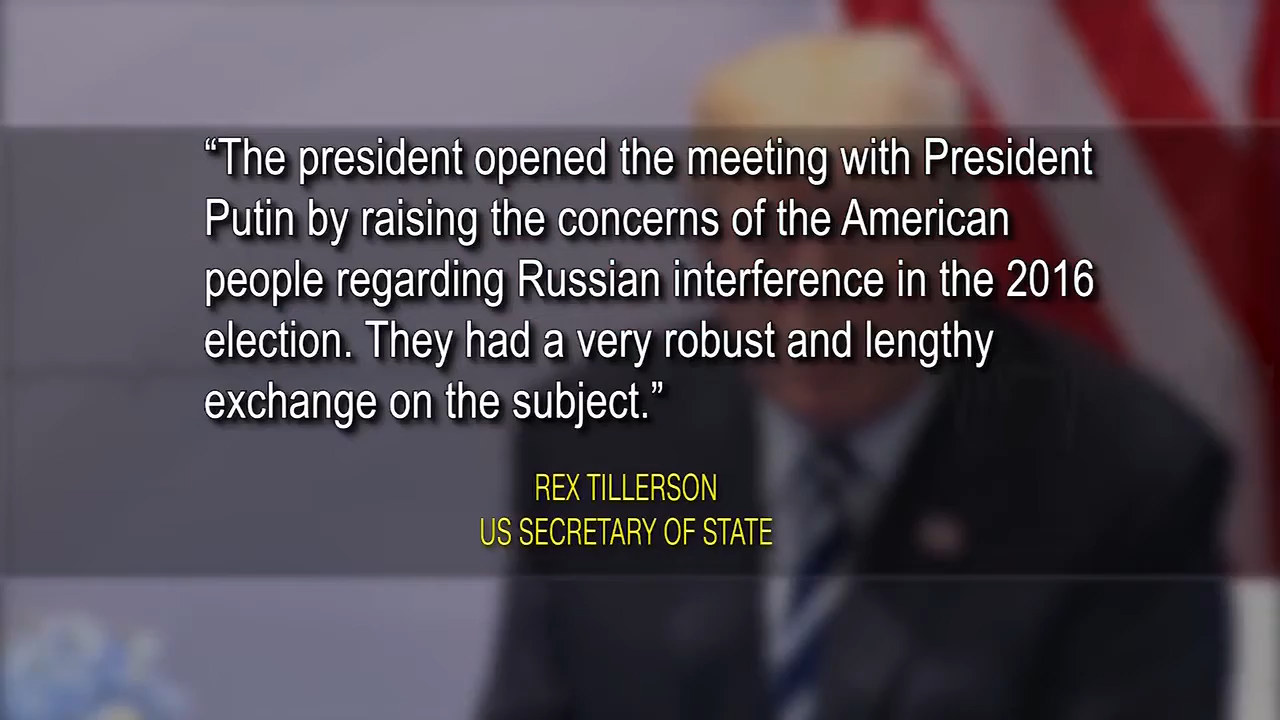 “The president opened the meeting with President
Putin by raising the concerns of the American
people regarding Russian interference in the 2016
election. They had a very robust and lengthy
exchange on the subject.”
REX TILLERSON
US SECRETARY OF STATE